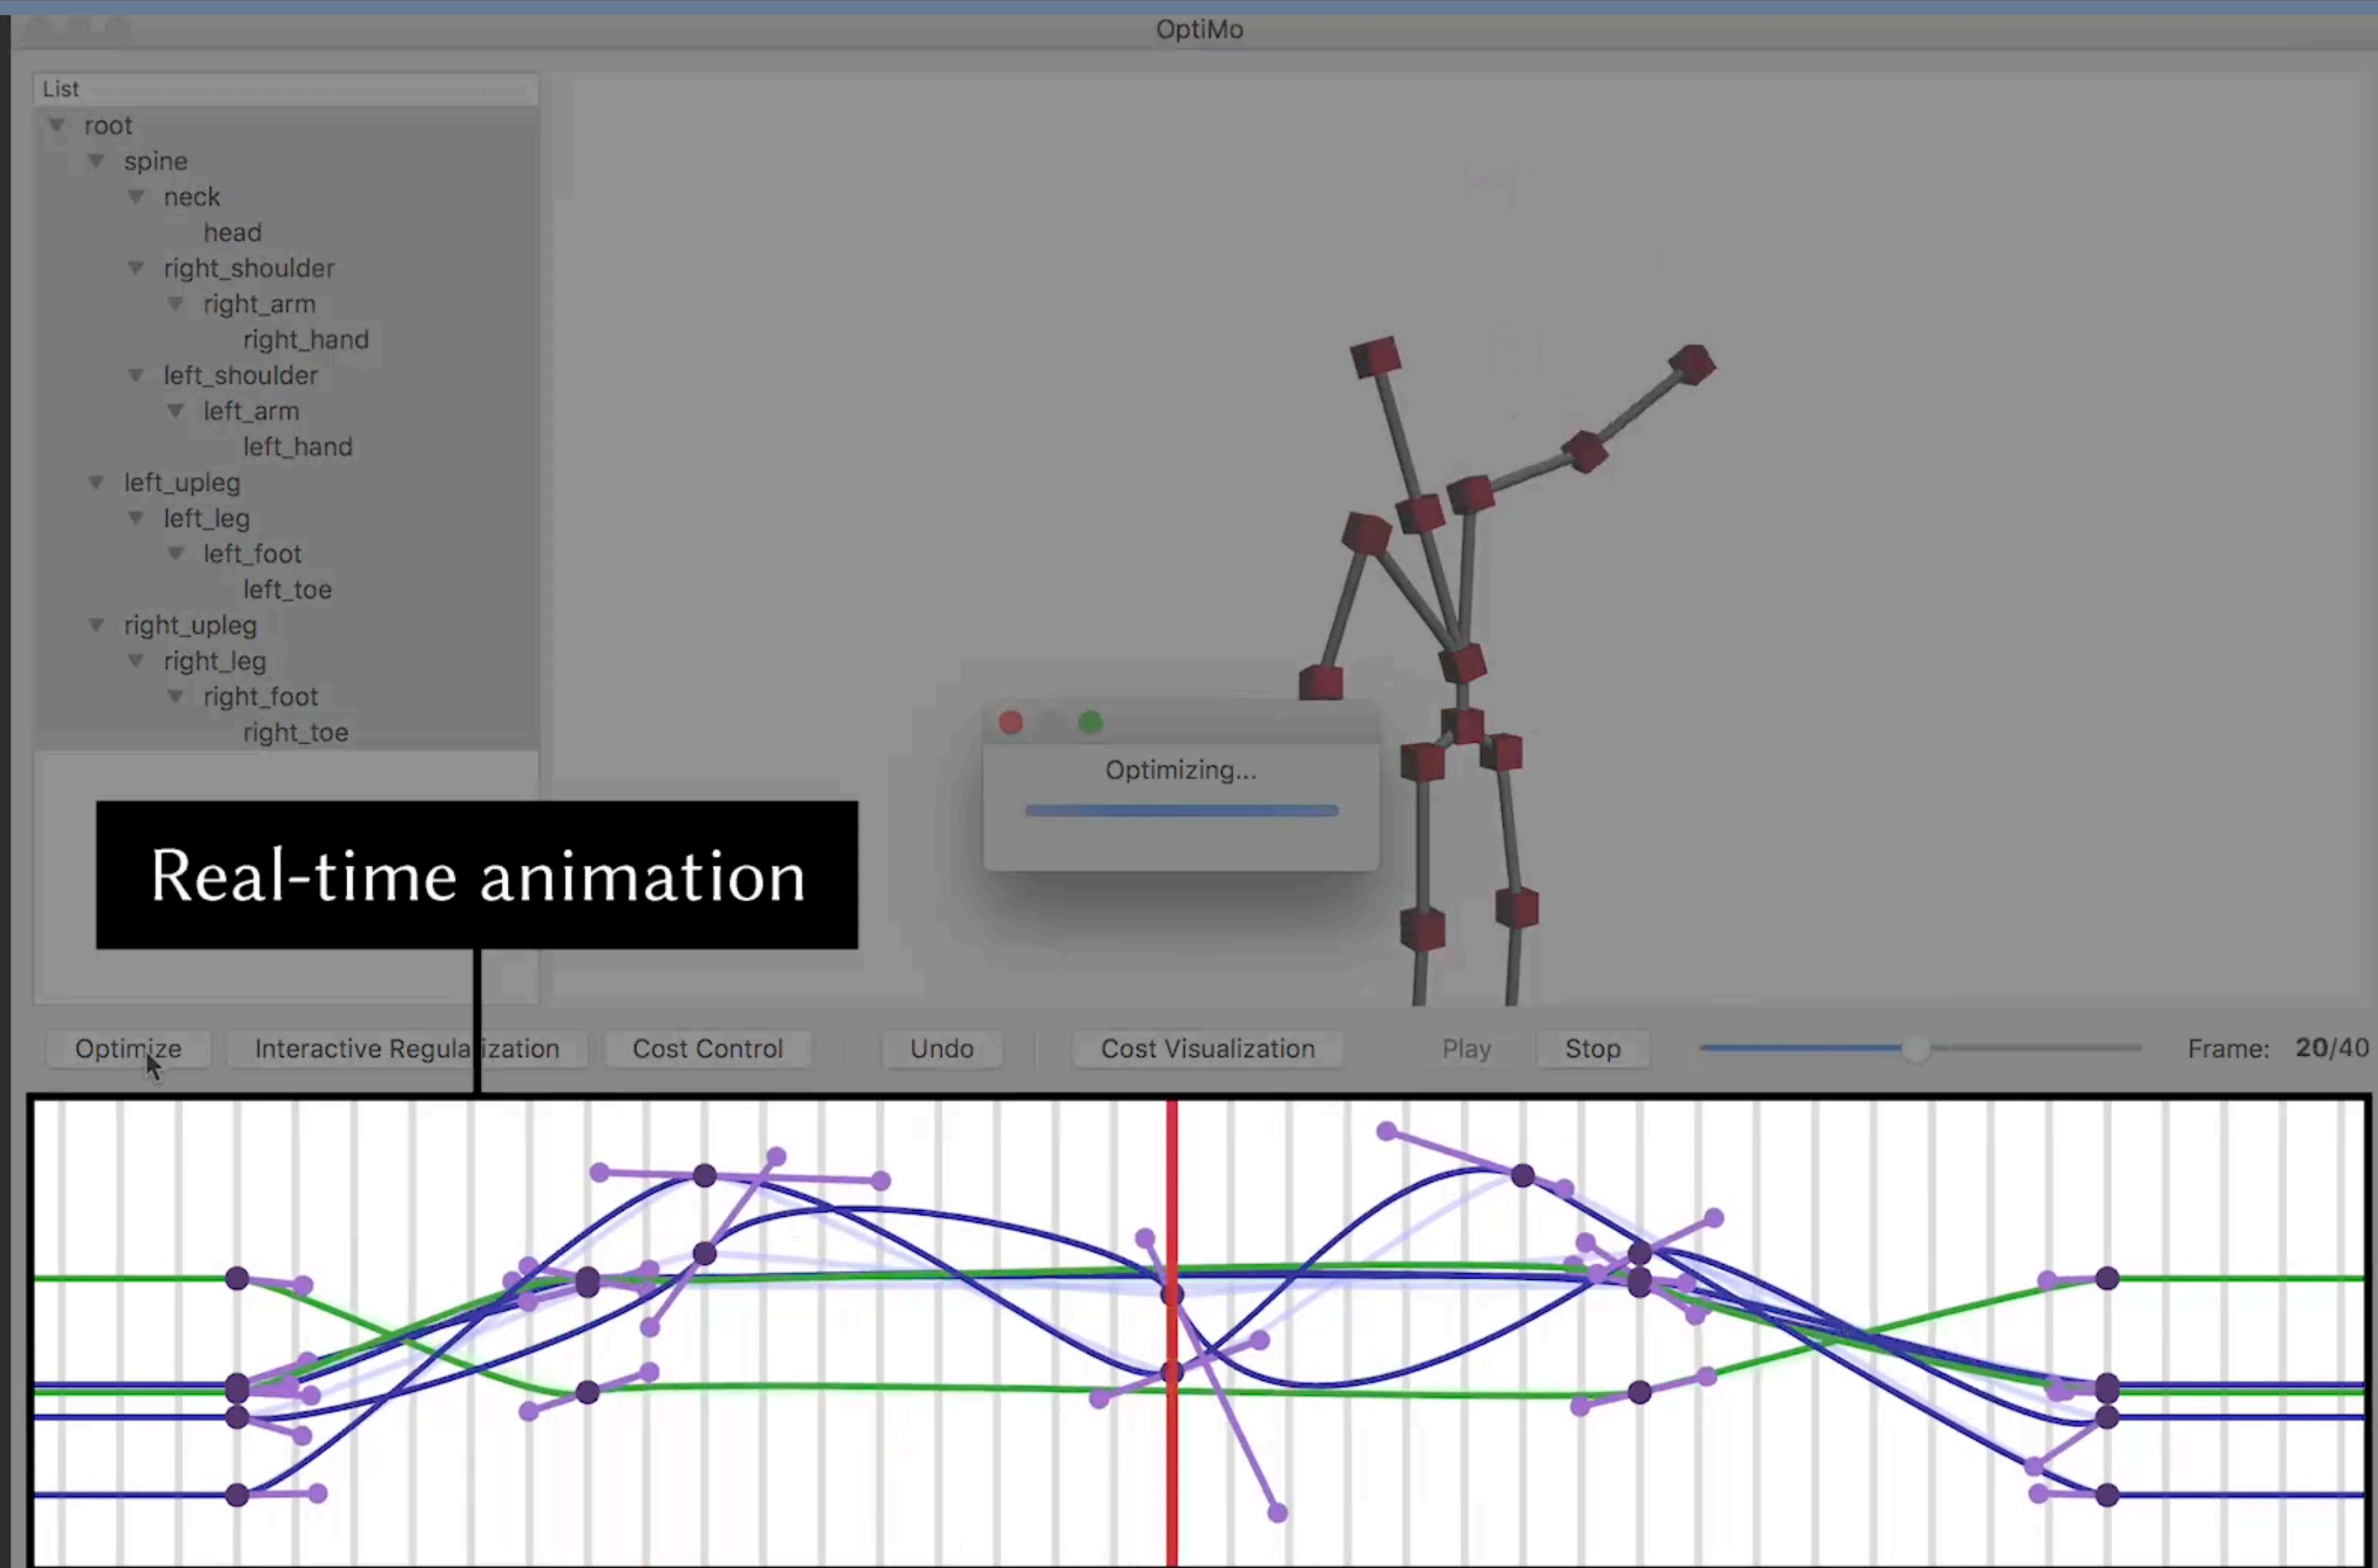 OptiMo
List
root
spine
neck
head
right_shoulder
right_arm
right_hand
left_shoulder
left_arm
left_hand
left_upleg
left_leg
left_foot
left_toe
right_upleg
right_leg
right_foot
right_toe
Optimizing...
Real-time animation
Optimize Interactive Regularization Cost Control Undo Cost Visualization Play Stop Frame: 20/40